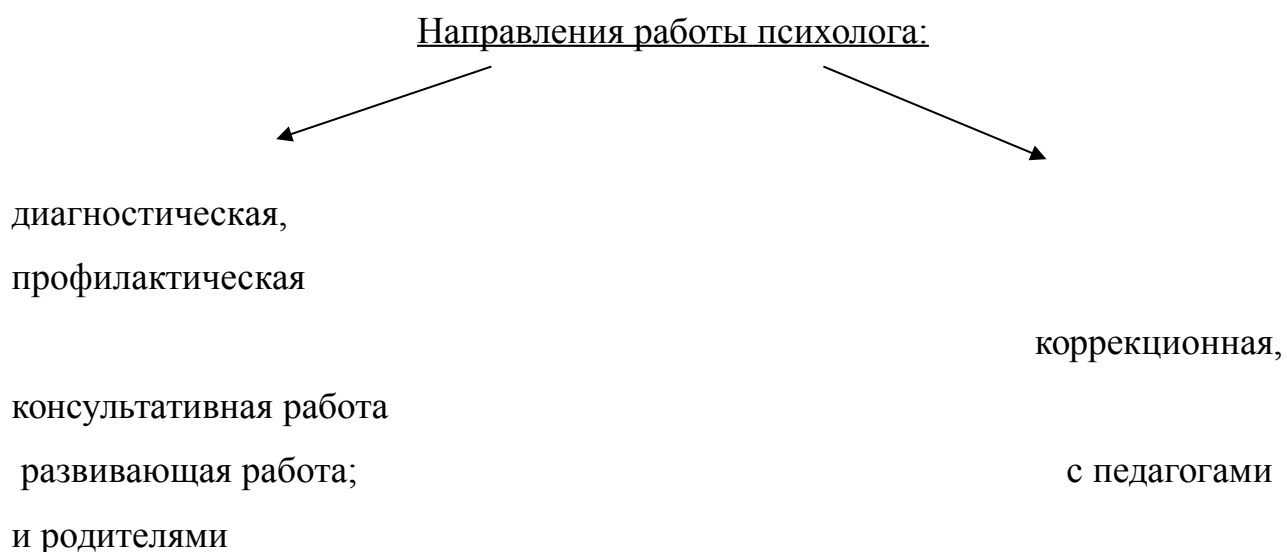 Направления работы психолога:
диагностическая,
профилактическая
коррекционная,
консультативная работа
развивающая работа; с педагогами
и родителями